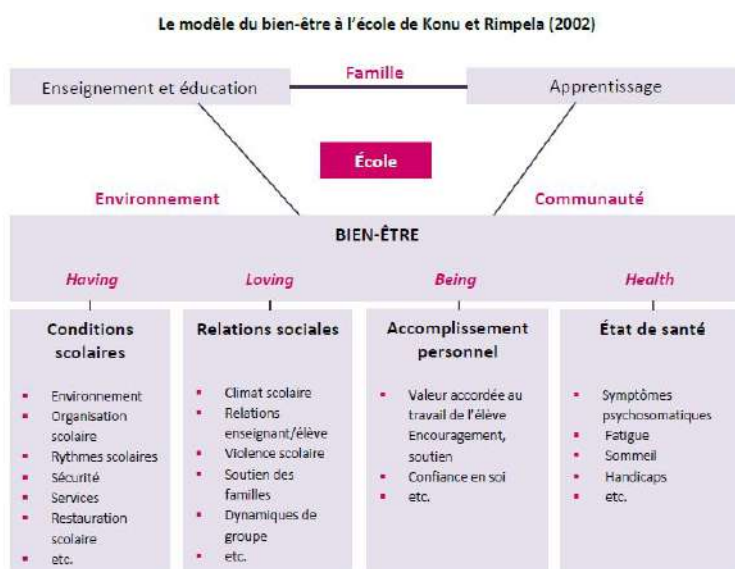 Le modèle du bien-être à l'école de Konu et Rimpela (2002)
Famille
Enseignement et éducation
Apprentissage
École
Environnement
Communauté
BIEN-ÊTRE
Having
Loving
Being
Health
Conditions
scolaires
Environnement
Organisation
scolaire
Rythmes scolaires
Sécurité
Services
Restauration
scolaire
etc.
Relations sociales
Climat scolaire
Relations
enseignant/élève
Violence scolaire
Soutien des
familles
Dynamiques de
groupe
etc.
Accomplissement
personnel
Valeur accordée au
travail de l'élève
Encouragement,
soutien
Confiance en soi
etc.
État de santé
Symptômes
psychosomatiques
Fatigue
Sommeil
Handicaps
etc.